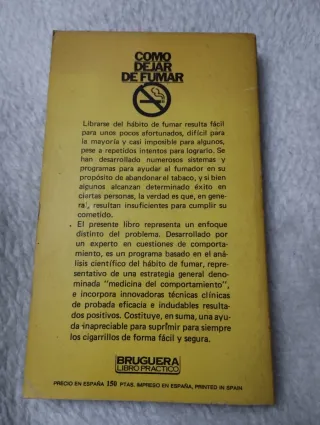 COMO
DEJAR
DE FUMAR
Librarse del hábito de fumar resulta fácil
para unos pocos afortunados, difícil para
la mayoría y casi imponible para algunos,
pese a repetidos intentos para lograrlo. Se
han desarrollado numerosos sistemas y
programas para ayudar al fumador en su
propósito de abandonar el tabaco, y si bien
algunos alcanzan determinado éxito en
ciertas personas, la verdad es que, en gene-
ral, resultan insuficientes para cumplir su
cometido.
El presente libro representa un enfoque
distinto del problema. Desarrollado por
un experto en cuestiones de comporta-
miento, es un programa basado en el aná-
lisis científico del hábito de fumar, repre-
sentativo de una estrategia general deno-
minada "medicina del comportamiento",
e incorpora innovadoras técnicas clínicas
de probada eficacia e indudables resulta-
dos positivos. Costituye, en suma, una ayu-
da inapreciable para suprimir para siempre
los cigarrillos de forma fácil y segura.
BRUGUERA
LIBRO PRACTICO
PRECIO EN ESPAÑA 150 PTAS. IMPRESO EN ESPAÑA, PRINTED IN SPAIN